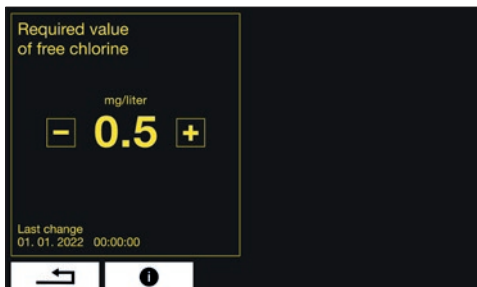 Required value
of free chlorine
mg/liter
− 0.5 +
Last change
01. 01. 2022 00:00:00